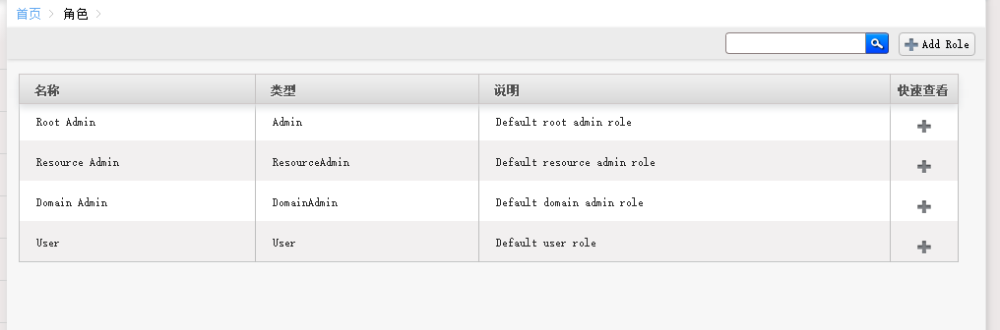 首页 角色
Add Role
名称 类型 说明 快速查看
Root Admin Admin Default root admin role
Resource Admin ResourceAdmin Default resource admin role
Domain Admin DomainAdmin Default domain admin role
User User Default user role